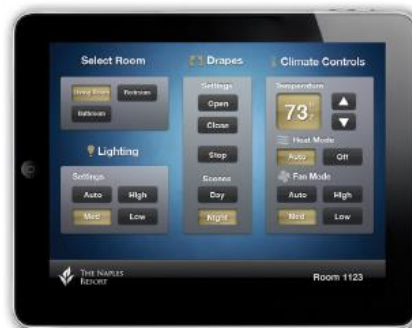 Select Room
Living Room
Bedroom
Bathroom
Lighting
Settings
Auto
High
Med
Low
Drapes
Settings
Open
Close
Stop
Scenes
Day
Night
Climate Controls
Temperature
73°F
Heat Mode
Auto
Off
Fan Mode
Auto
High
Med
Low
THE NAPLES
RESORT
Room 1123